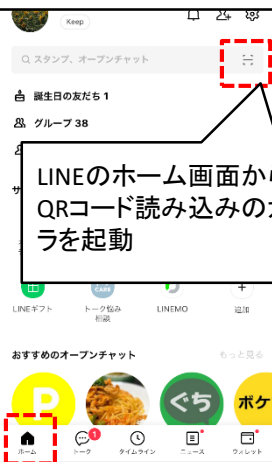 Keep
スタンプ、オープンチャット
誕生日の友だち 1
グループ 38
LINEのホーム画面から
QRコード読み込みのカ
ラを起動
LINEギフト
トーク悩み
相談
LINEMO
追加
おすすめのオープンチャット
もっと見る
P
ぐち
ポケ
1
ホーム
トーク
タイムライン
ニュース
ウォレット